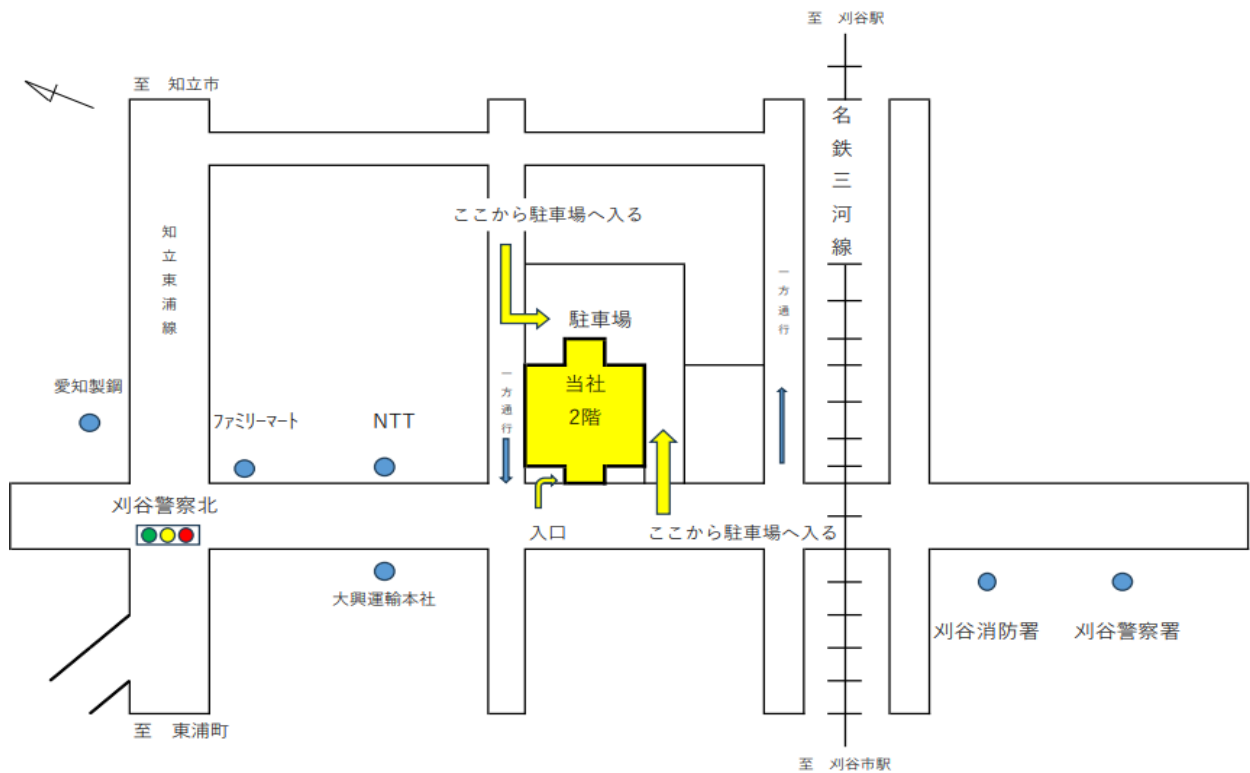 至　刈谷駅
至　知立市
名鉄三河線
ここから駐車場へ入る
知立東浦線
一方通行
駐車場
愛知製鋼
一方通行
当社
2階
ファミリーマート
NTT
刈谷警察北
入口
ここから駐車場へ入る
大興運輸本社
刈谷消防署
刈谷警察署
至　東浦町
至　刈谷市駅